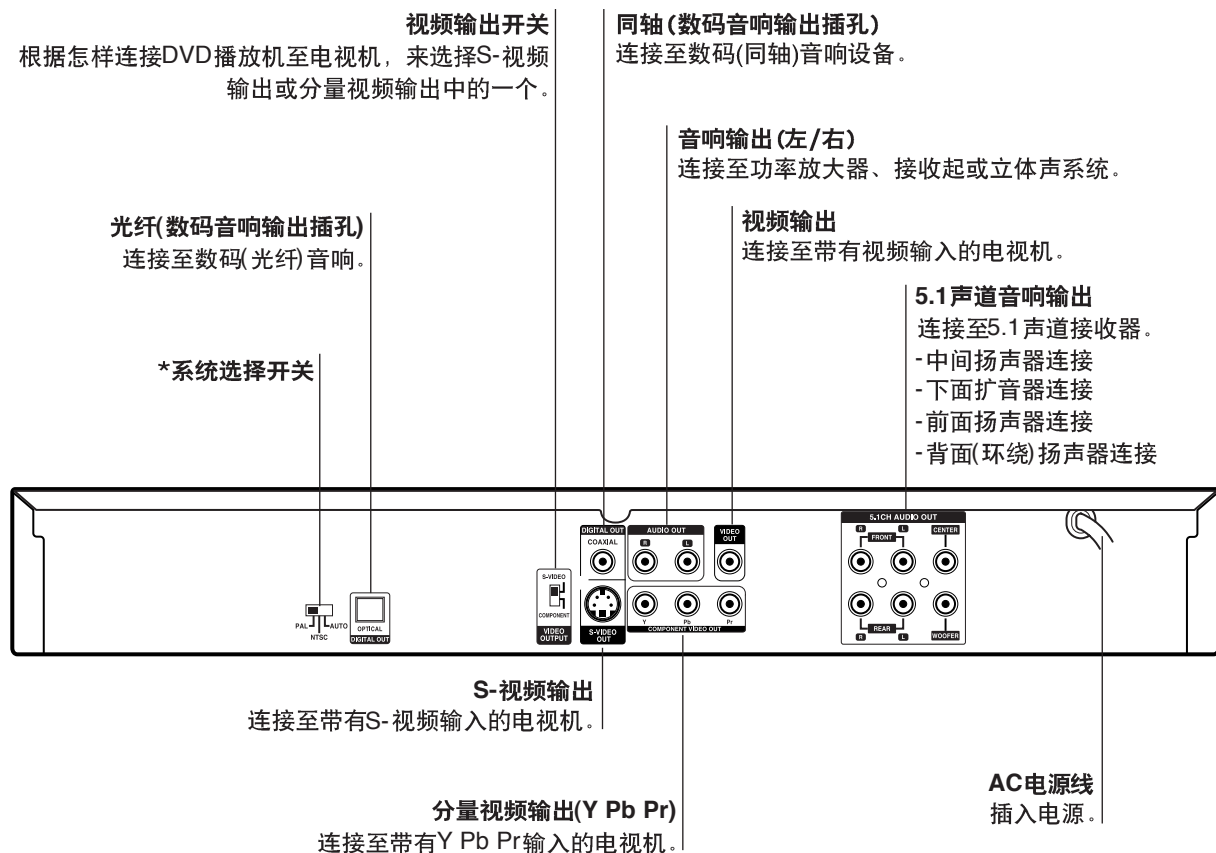 视频输出开关
根据怎样连接DVD播放机至电视机，来选择S-视频
输出或分量视频输出中的一个。
同轴(数码音响输出插孔)
连接至数码(同轴)音响设备。
音响输出(左/右)
连接至功率放大器、接收起或立体声系统。
光纤(数码音响输出插孔)
连接至数码(光纤)音响。
视频输出
连接至带有视频输入的电视机。
5.1声道音响输出
连接至5.1声道接收器。
-中间扬声器连接
-下面扩音器连接
-前面扬声器连接
-背面(环绕)扬声器连接
*系统选择开关
PAL
NTSC
AUTO
OPTICAL
DIGITAL OUT
S-VIDEO
COMPONENT
VIDEO
OUTPUT
DIGITAL OUT
COAXIAL
S-VIDEO
OUT
AUDIO OUT
R
L
VIDEO
OUT
Y
Pb
Pr
COMPONENT VIDEO OUT
5.1CH AUDIO OUT
R
L
CENTER
FRONT
REAR
R
L
WOOFER
S-视频输出
连接至带有S-视频输入的电视机。
分量视频输出(Y Pb Pr)
连接至带有Y Pb Pr输入的电视机。
AC电源线
插入电源。